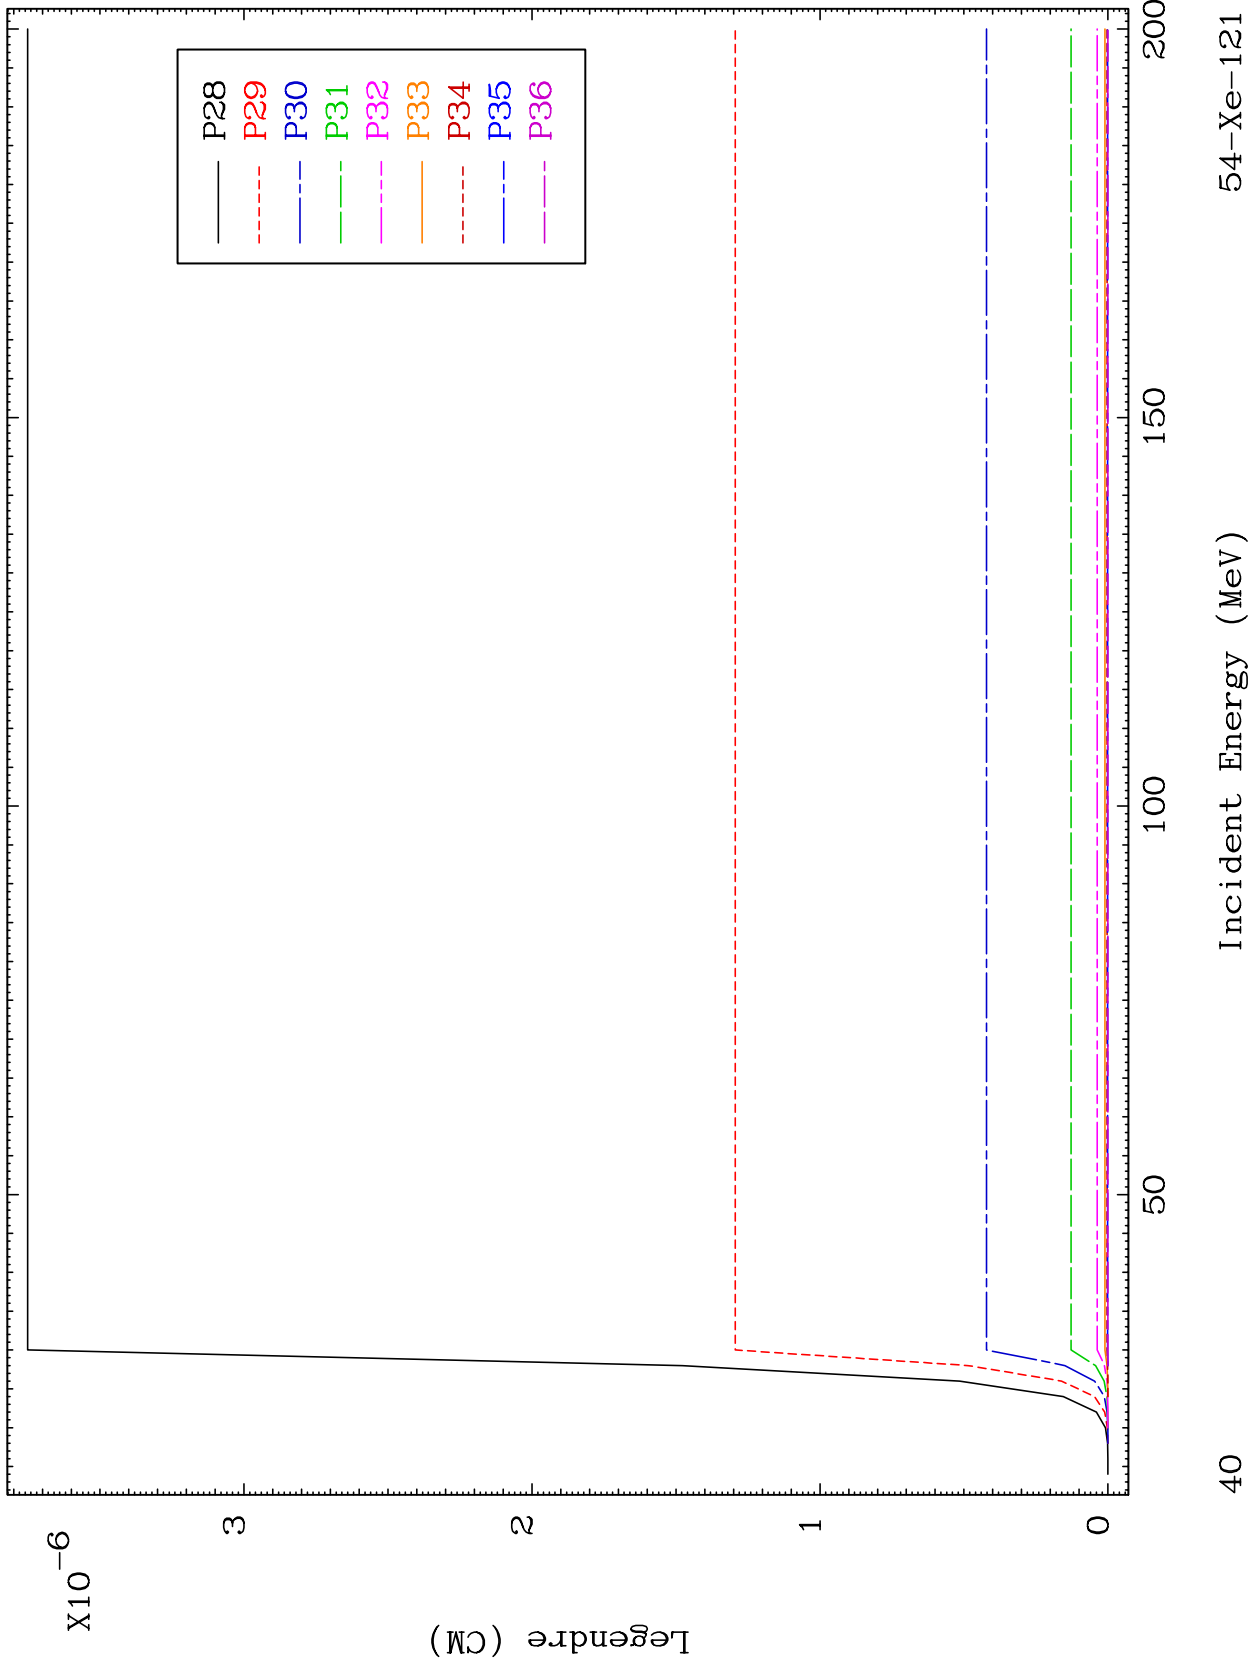 X10-6
3
2
1
0
Legendre (CM)
P28
P29
P30
P31
P32
P33
P34
P35
P36
50
100
150
200
40
Incident Energy (MeV)
54-Xe-121